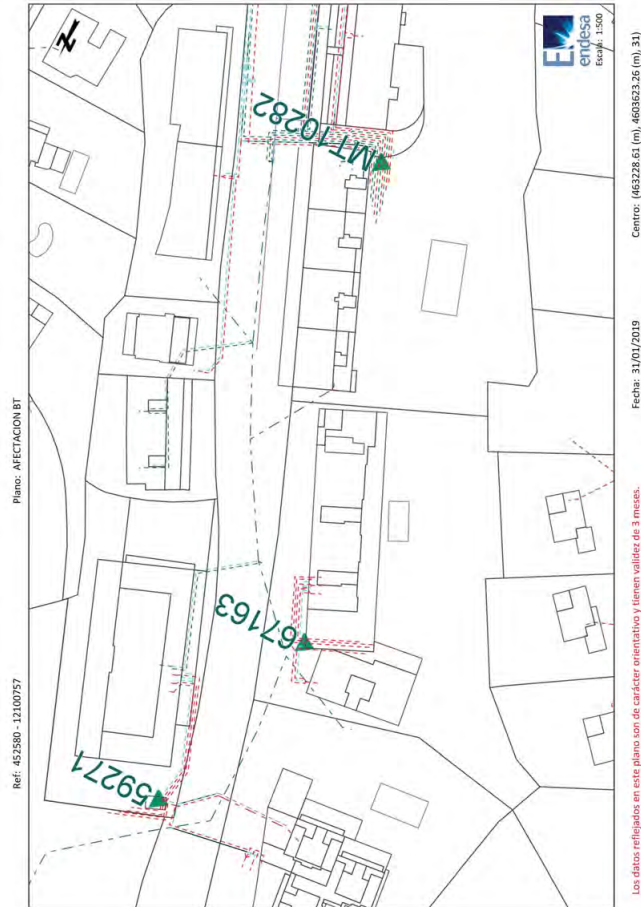 Ref: 452580 - 12100757
Plano: AFECTACION BT
N
endesa
Escala: 1:500
MT10282
67163
59271
Los datos reflejados en este plano son de carácter orientativo y tienen validez de 3 meses.
Fecha: 31/01/2019
Centro: (463228.61 (m), 4603623.26 (m), 31)